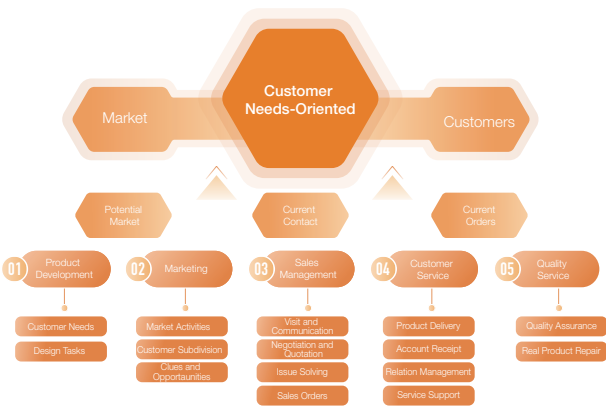 Customer
Needs-Oriented
Market
Customers
Potential
Market
Current
Contact
Current
Orders
01
Product
Development
02
Marketing
03
Sales
Management
04
Customer
Service
05
Quality
Service
Customer Needs
Design Tasks
Market Activities
Customer Subdivision
Clues and
Opportaunities
Visit and
Communication
Negotiation and
Quotation
Issue Solving
Sales Orders
Product Delivery
Account Receipt
Relation Management
Service Support
Quality Assurance
Real Product Repair